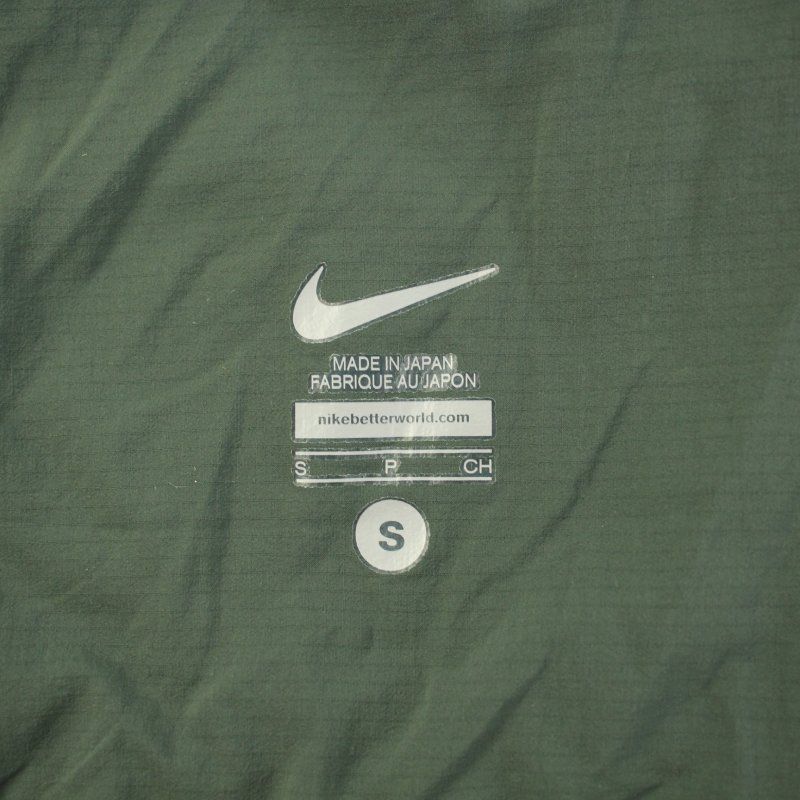 MADE IN JAPAN
FABRIQUE AU JAPON
nikebetterworld.com
S P CH
S